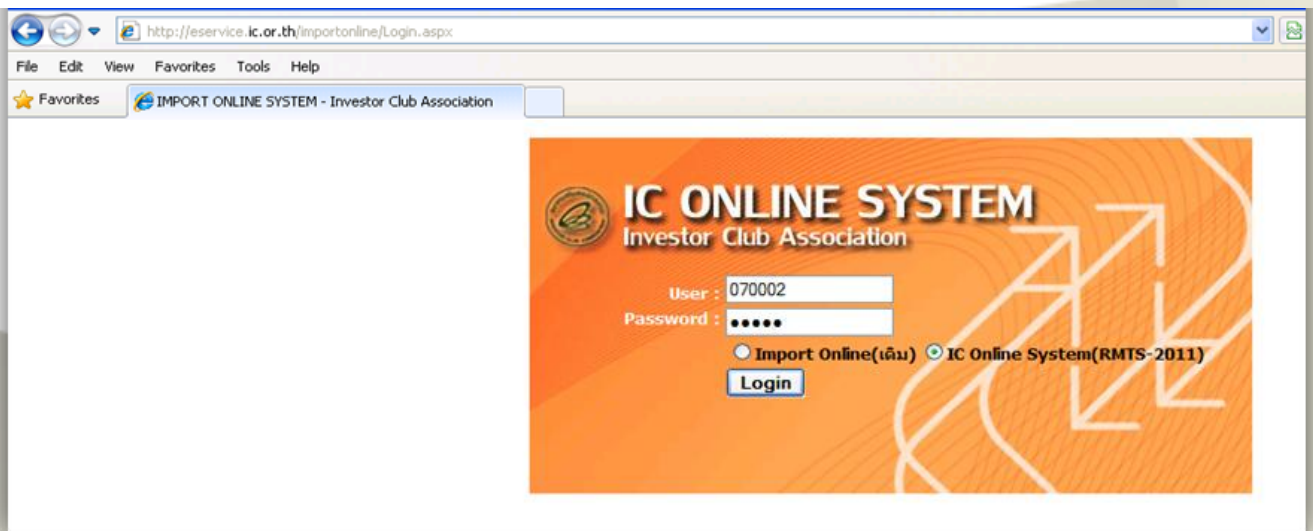 http://eservice.ic.or.th/importonline/Login.aspx
File Edit View Favorites Tools Help
Favorites IMPORT ONLINE SYSTEM - Investor Club Association
IC ONLINE SYSTEM
Investor Club Association
User : 070002
Password : •••••
Import Online(เดิม) IC Online System(RMTS-2011)
Login